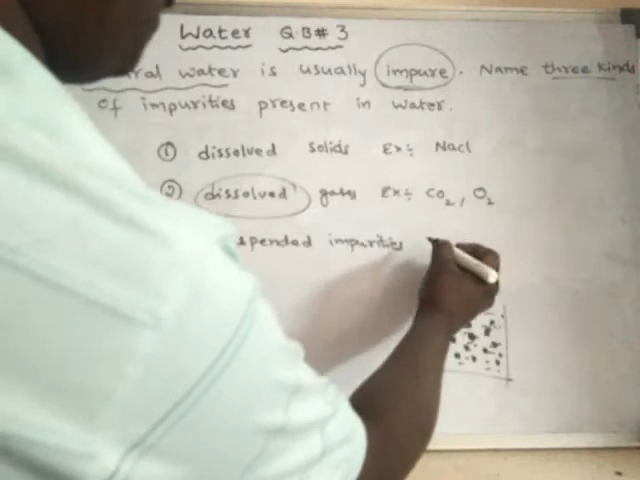 Water Q.B# 3
ral water is usually impure. Name three kinds
of impurities present in water.
① dissolved solids Ex:- Nacl
② dissolved gases Ex:- CO₂, O₂
spended impurities